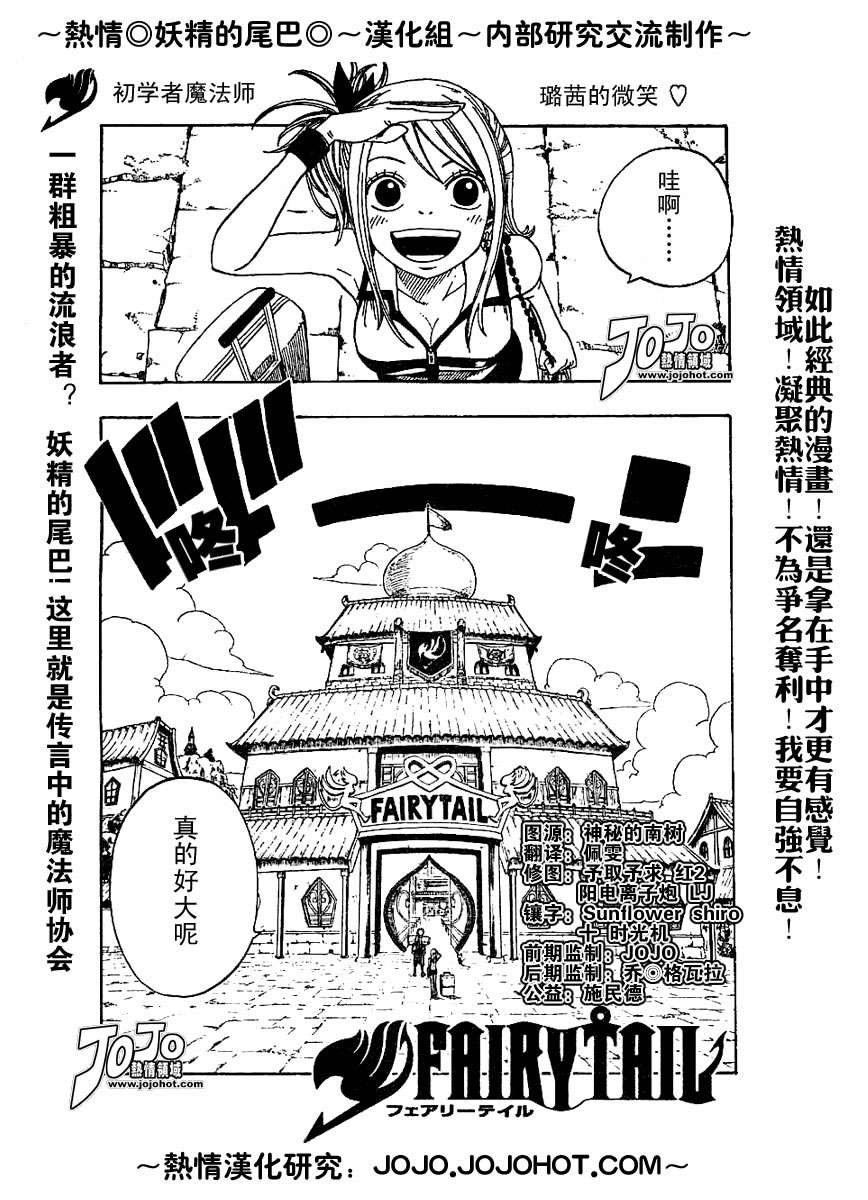 ～熱情◎妖精的尾巴◎～漢化組～内部研究交流制作～
初学者魔法师
璐茜的微笑 ♡
哇啊……
JOJO
熱情領域
www.jojohot.com
如此經典的漫畫！還是拿在手中才更有感覺！
熱情領域！凝聚熱情！不為爭名奪利！我要自強不息！
一群粗暴的流浪者？ 妖精的尾巴！这里就是传言中的魔法师协会
咚
咚
FAIRYTAIL
真的好大呢
图源：神秘的南树
翻译：佩雯
修图：予取予求 红2
阳电离子炮 LJ
镶字：Sunflower shiro
十一时光机
前期监制：JOJO
后期监制：乔◎格瓦拉
公益：施民德
JOJO
熱情領域
www.jojohot.com
FAIRY TAIL
フェアリーテイル
～熱情漢化研究：JOJO.JOJOHOT.COM～